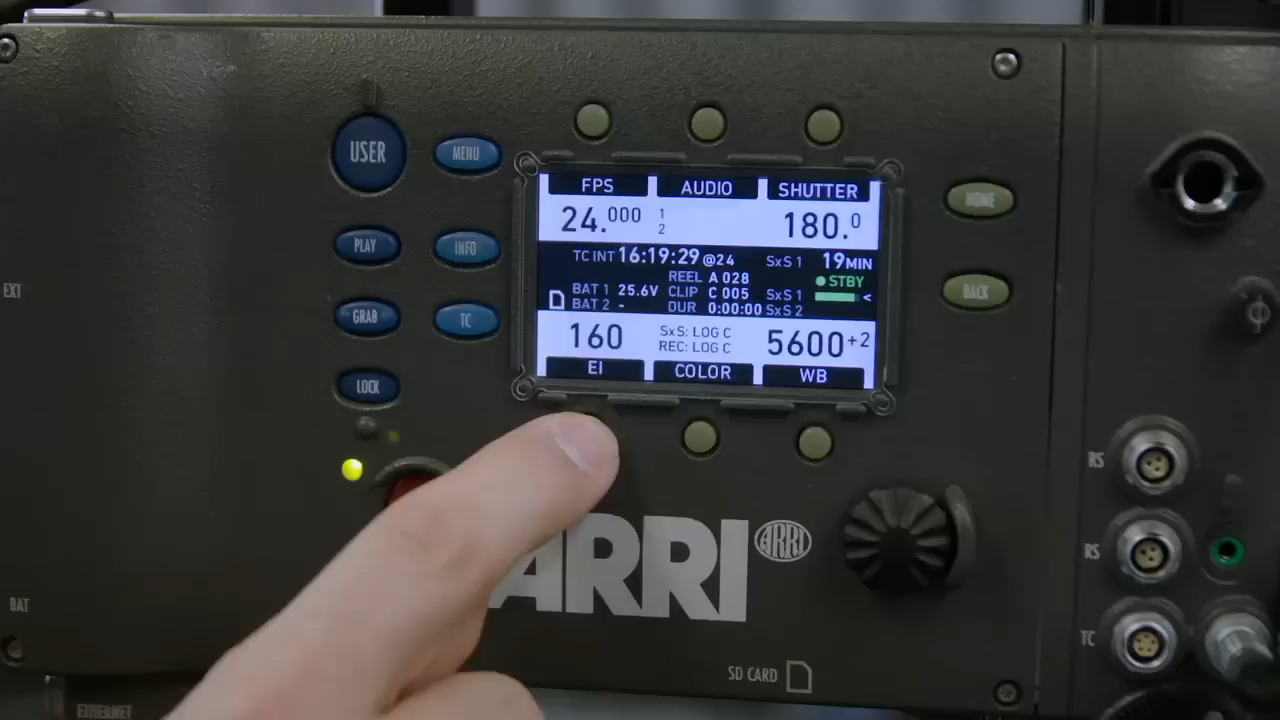 USER
MENU
PLAY
INFO
GRAB
TC
LOCK
FPS
AUDIO
SHUTTER
24.000
1
2
180.0
TC INT 16:19:29 @24
SxS 1
19MIN
REEL A 028
STBY
BAT 1 25.6V
CLIP C 005
SxS 1
<
BAT 2 -
DUR 0:00:00
SxS 2
160
SxS: LOG C
REC: LOG C
5600+2
EI
COLOR
WB
HOME
BACK
EXT
BAT
ARRI
ARRI
SD CARD
ETHERNET
RS
RS
TC